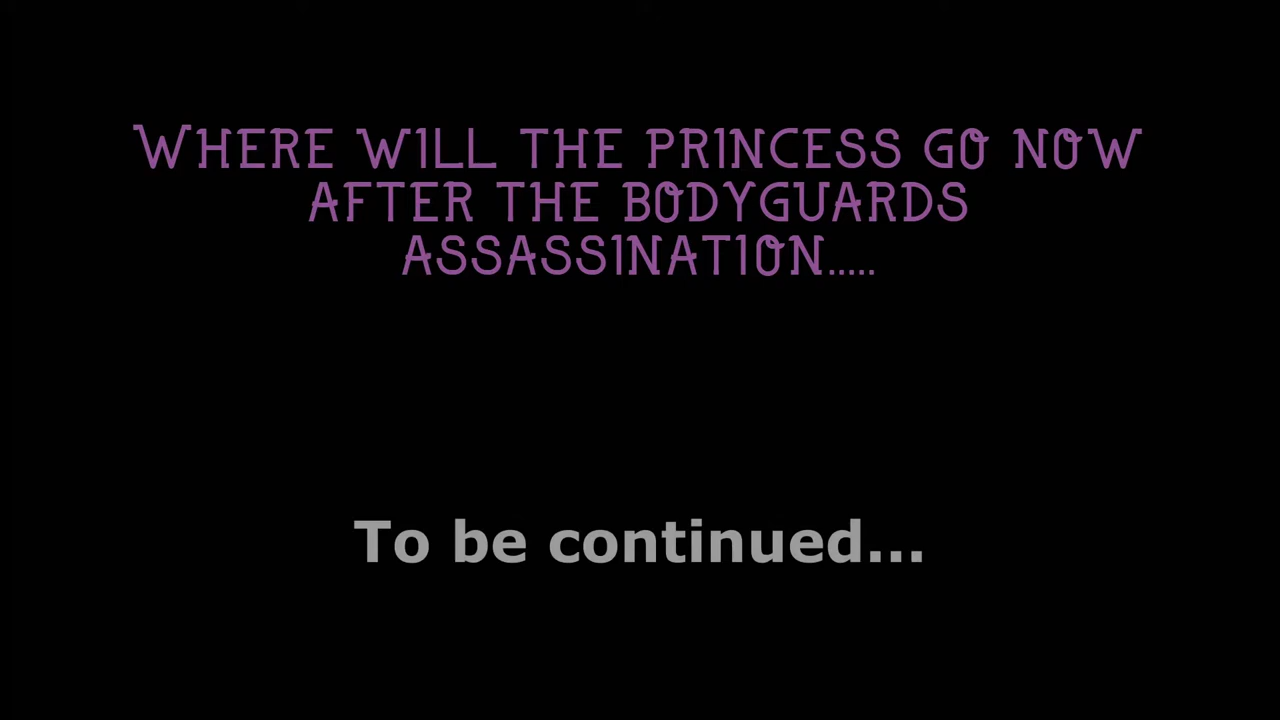 WHERE WILL THE PRINCESS GO NOW
AFTER THE BODYGUARDS
ASSASSINATION.....
To be continued...